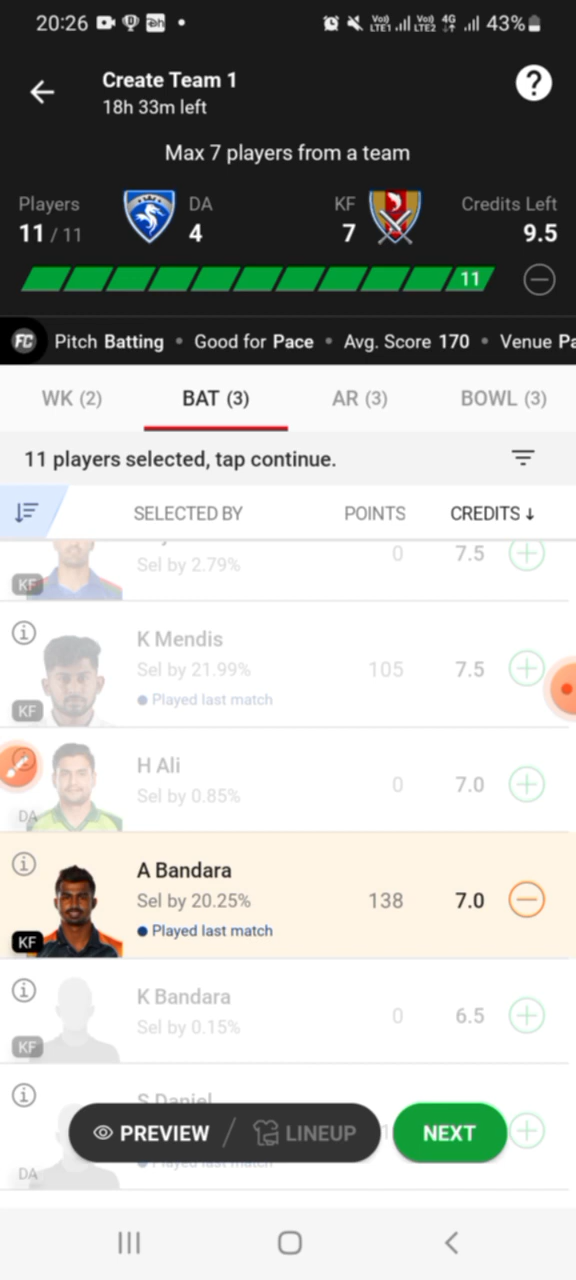 20:26 43%
Create Team 1
18h 33m left
?
Max 7 players from a team
Players DA KF Credits Left
11 / 11 4 7 9.5
11
FC Pitch Batting • Good for Pace • Avg. Score 170 • Venue Pa
WK (2) BAT (3) AR (3) BOWL (3)
11 players selected, tap continue.
SELECTED BY POINTS CREDITS ↓
Sel by 2.79% 0 7.5
KF
K Mendis
Sel by 21.99% 105 7.5
Played last match
KF
H Ali
Sel by 0.85% 0 7.0
DA
A Bandara
Sel by 20.25% 138 7.0
Played last match
KF
K Bandara
Sel by 0.15% 0 6.5
KF
S Daniel
PREVIEW / LINEUP NEXT
Played last match
DA